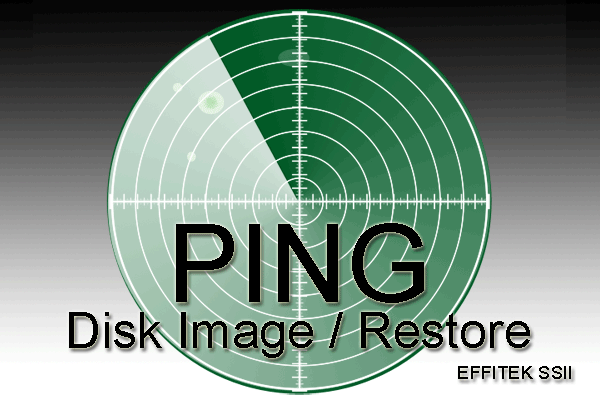 PING
Disk Image / Restore
EFFITEK SSII